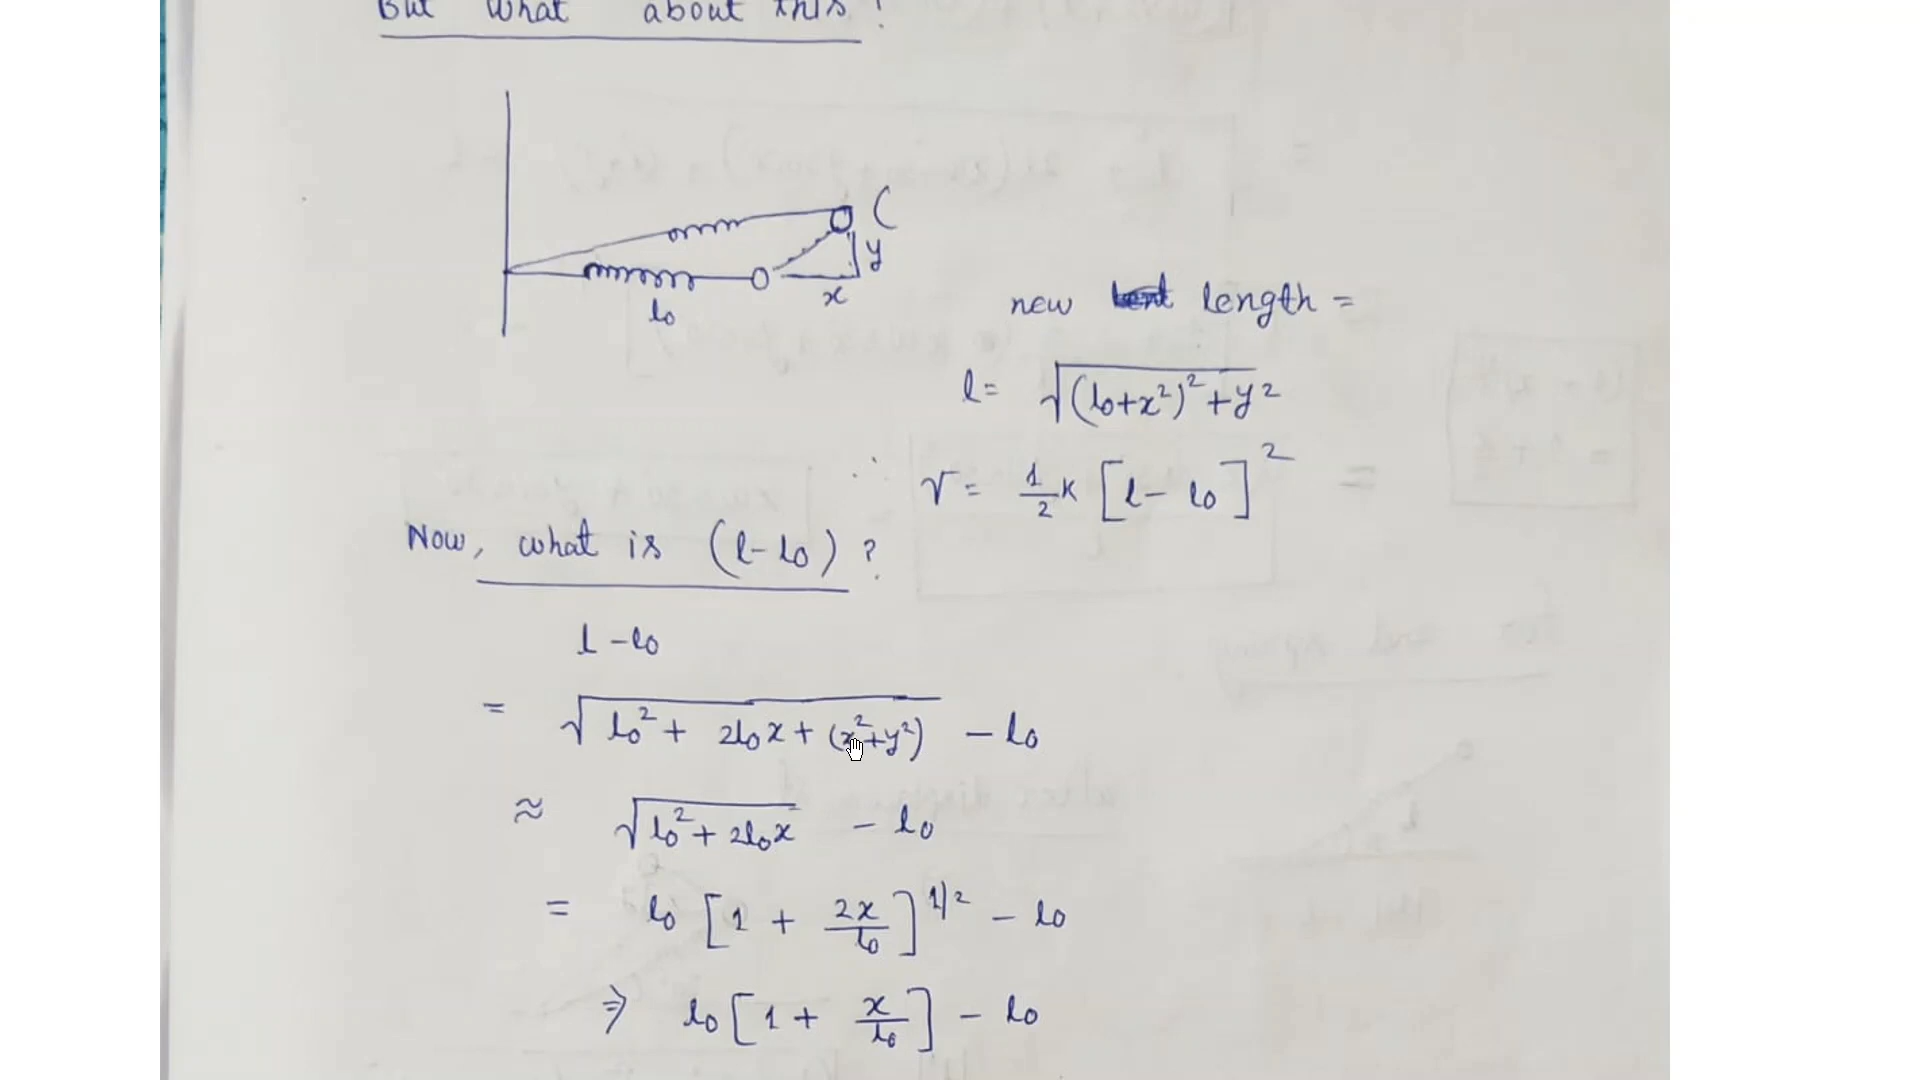 But what about this?
C
y
x
l₀
new length =
l = √((l₀+x²)²+y²)
∴ V = 1/2 K [l - l₀]²
Now, what is (l-l₀) ?
l - l₀
= √(l₀² + 2l₀x + (x²+y²)) - l₀
≈ √(l₀² + 2l₀x) - l₀
= l₀ [1 + 2x/l₀]^1/2 - l₀
⇒ l₀ [1 + x/l₀] - l₀